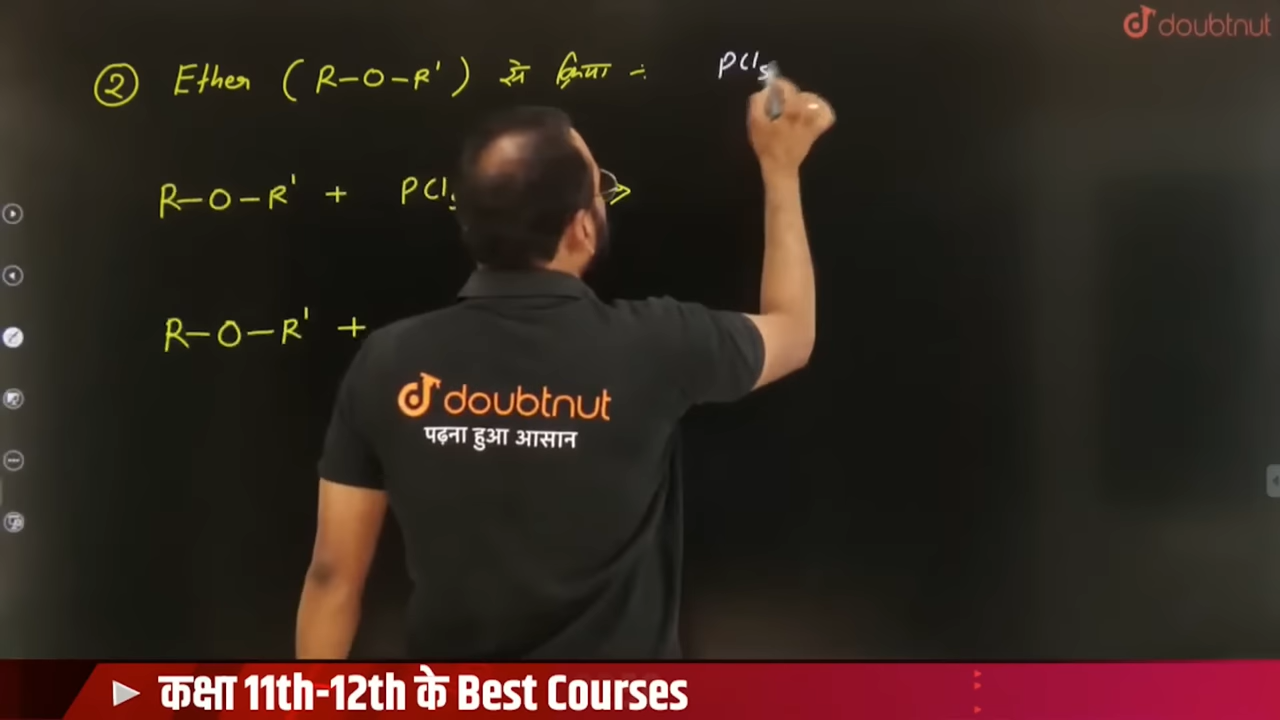 doubtnut
② Ether ( R-O-R' ) से क्रिया ∴ PCl5
R-O-R' + PCl5 →
R-O-R' +
doubtnut
पढ़ना हुआ आसान
कक्षा 11th-12th के Best Courses